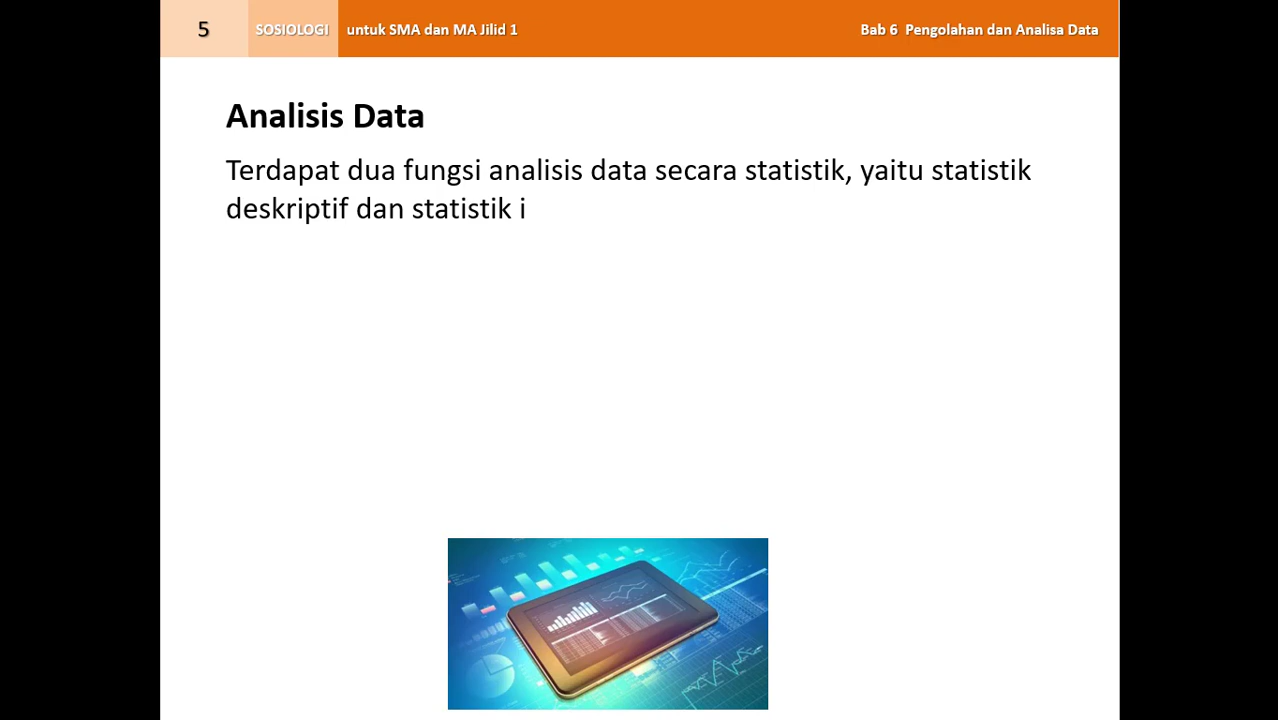 5 SOSIOLOGI untuk SMA dan MA Jilid 1 Bab 6 Pengolahan dan Analisa Data
Analisis Data
Terdapat dua fungsi analisis data secara statistik, yaitu statistik
deskriptif dan statistik i